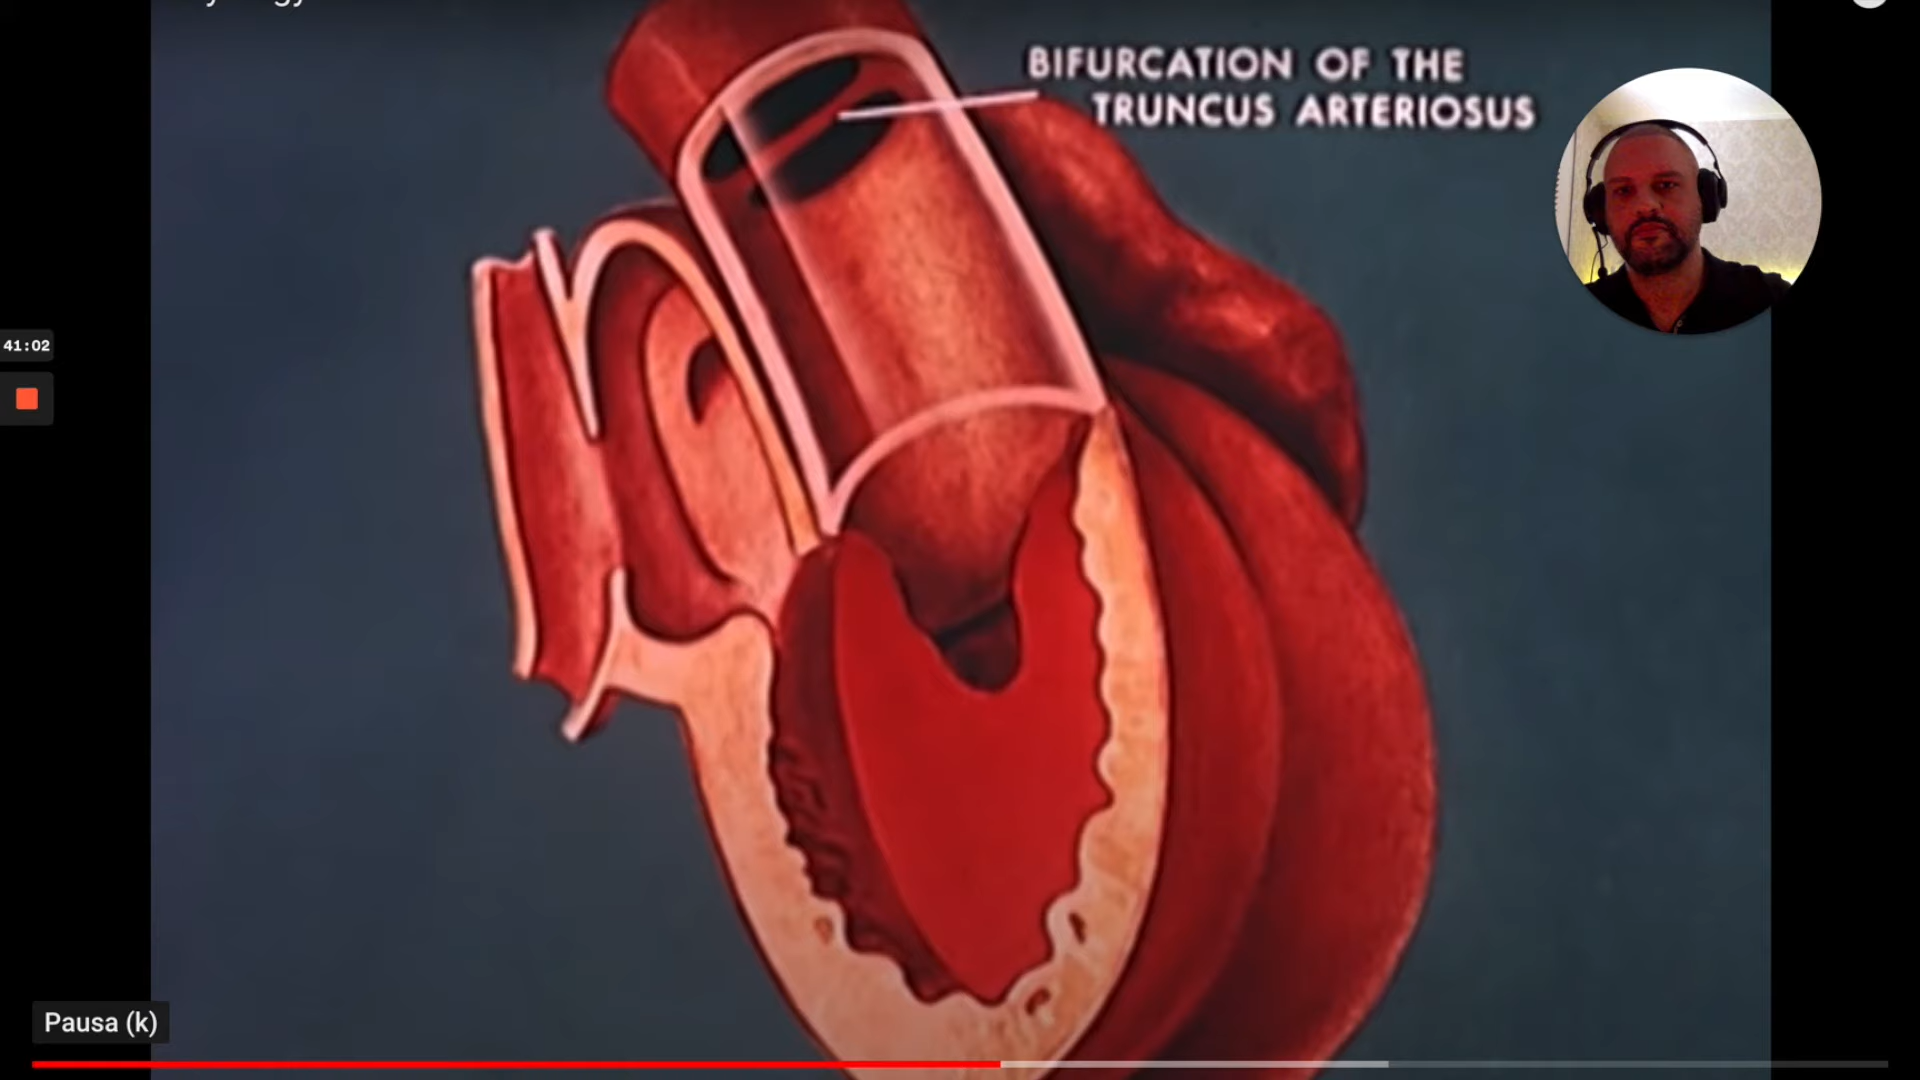 BIFURCATION OF THE
TRUNCUS ARTERIOSUS
41:02
Pausa (k)